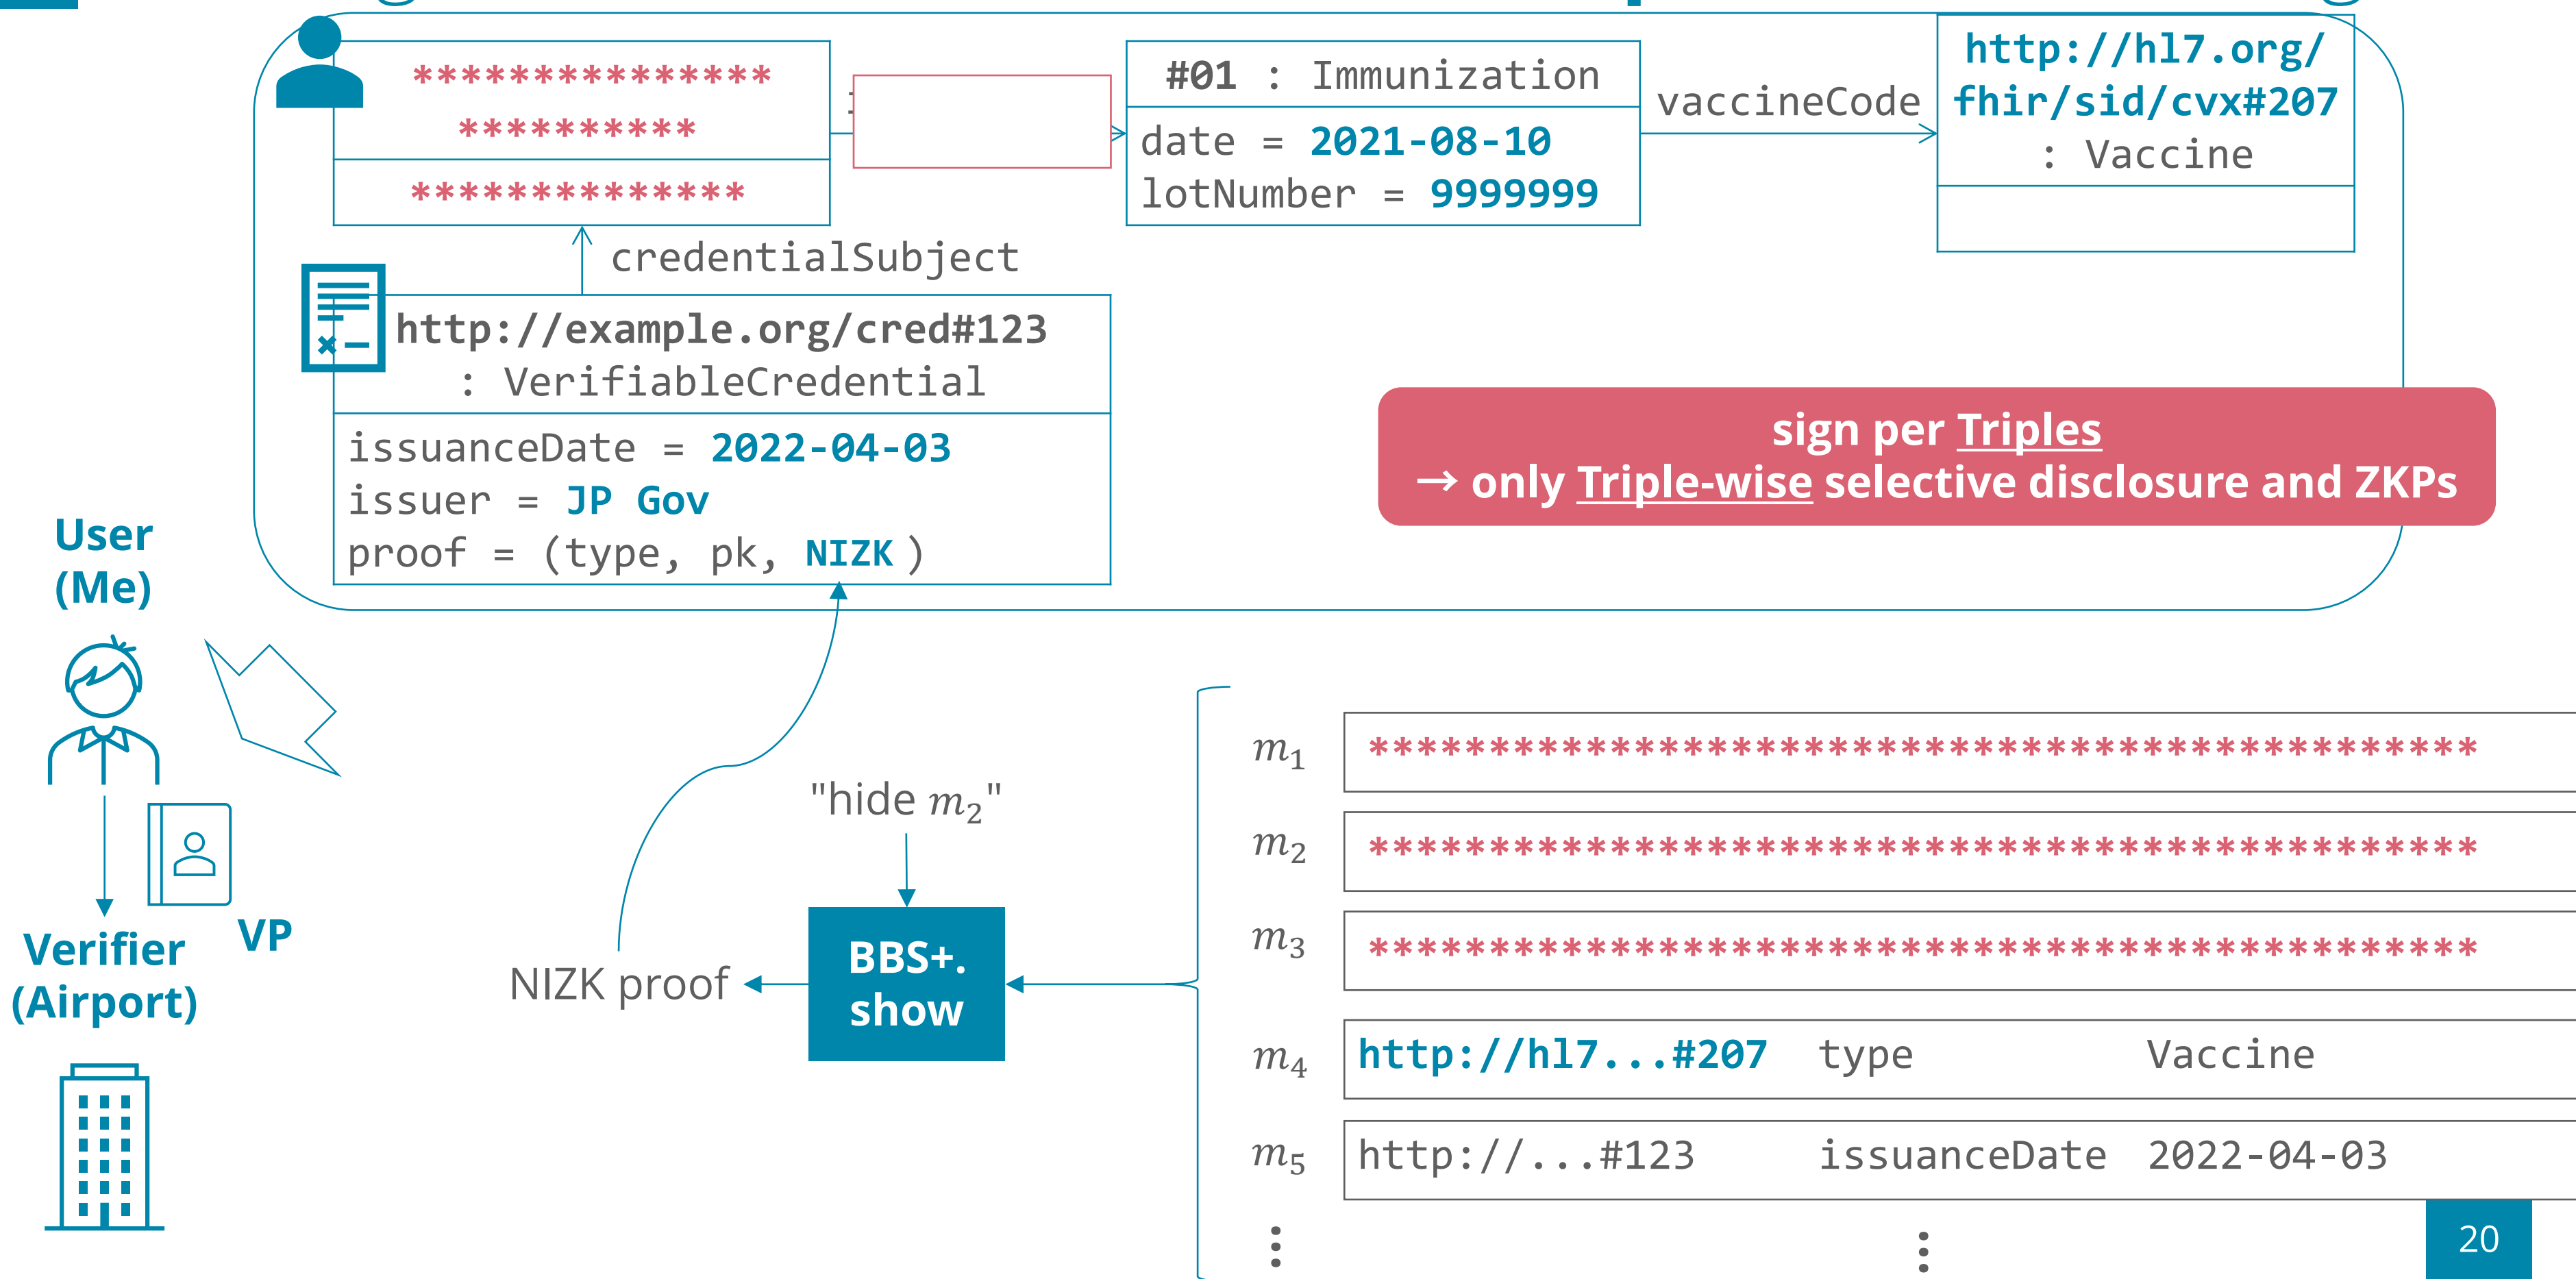 ***************
**********
**************
#01 : Immunization
date = 2021-08-10
lotNumber = 9999999
vaccineCode
http://hl7.org/
fhir/sid/cvx#207
: Vaccine
credentialSubject
http://example.org/cred#123
: VerifiableCredential
issuanceDate = 2022-04-03
issuer = JP Gov
proof = (type, pk, NIZK )
sign per Triples
→ only Triple-wise selective disclosure and ZKPs
User
(Me)
VP
Verifier
(Airport)
"hide m₂"
BBS+.
show
NIZK proof
m₁ **********************************************
m₂ **********************************************
m₃ **********************************************
m₄ http://hl7...#207 type Vaccine
m₅ http://...#123 issuanceDate 2022-04-03
⋮ ⋮
20